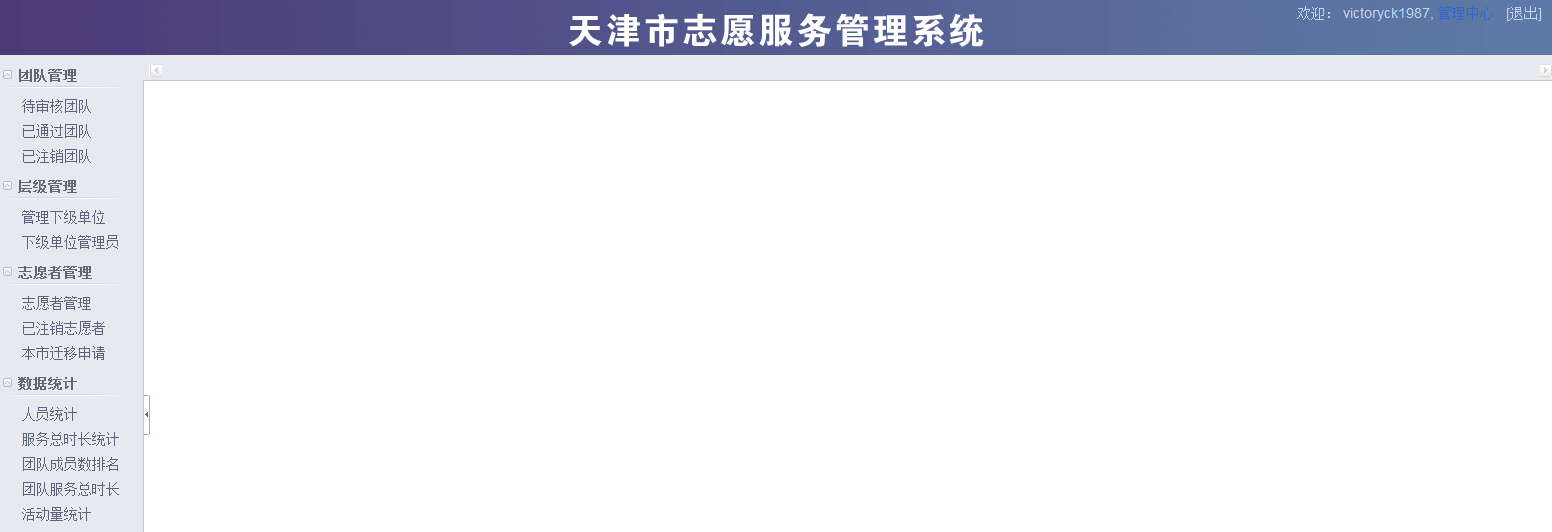 天津市志愿服务管理系统
欢迎： victoryck1987, 管理中心 [退出]
团队管理
待审核团队
已通过团队
已注销团队
层级管理
管理下级单位
下级单位管理员
志愿者管理
志愿者管理
已注销志愿者
本市迁移申请
数据统计
人员统计
服务总时长统计
团队成员数排名
团队服务总时长
活动量统计